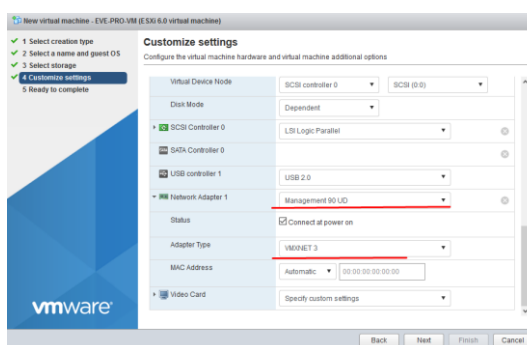 New virtual machine - EVE-PRO-VM (ESXi 6.0 virtual machine)
1 Select creation type
2 Select a name and guest OS
3 Select storage
4 Customize settings
5 Ready to complete
Customize settings
Configure the virtual machine hardware and virtual machine additional options
Virtual Device Node
SCSI controller 0
SCSI (0:0)
Disk Mode
Dependent
SCSI Controller 0
LSI Logic Parallel
SATA Controller 0
USB controller 1
USB 2.0
Network Adapter 1
Management 90 UD
Status
Connect at power on
Adapter Type
VMXNET 3
MAC Address
Automatic
00:00:00:00:00:00
Video Card
Specify custom settings
vmware
Back
Next
Finish
Cancel